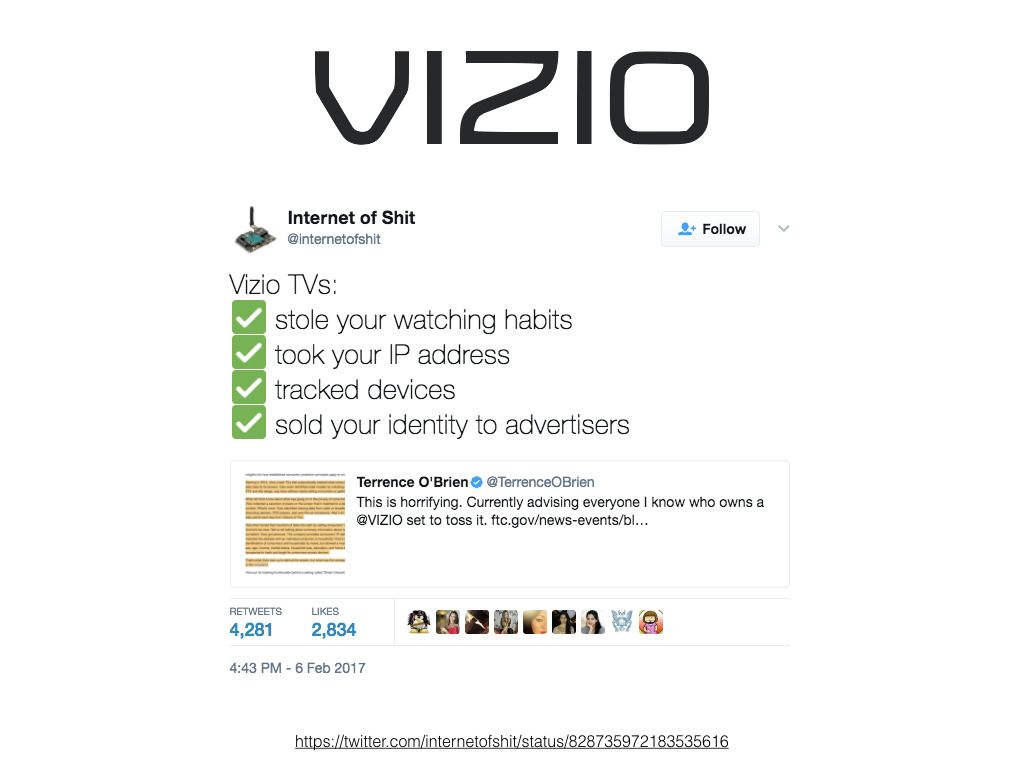 VIZIO
Internet of Shit
@internetofshit
Follow
Vizio TVs:
✅ stole your watching habits
✅ took your IP address
✅ tracked devices
✅ sold your identity to advertisers
Terrence O'Brien @TerrenceOBrien
This is horrifying. Currently advising everyone I know who owns a
@VIZIO set to toss it. ftc.gov/news-events/bl…
RETWEETS LIKES
4,281 2,834
4:43 PM - 6 Feb 2017
https://twitter.com/internetofshit/status/828735972183535616